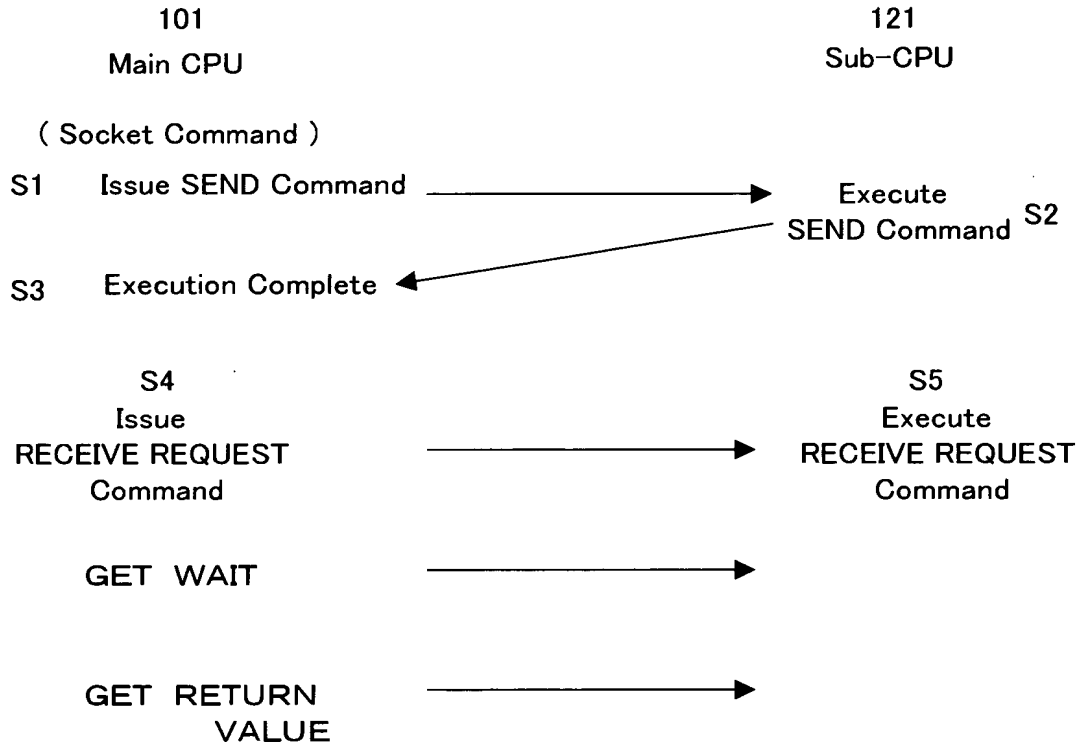 101 121
Main CPU Sub-CPU
( Socket Command )
S1 Issue SEND Command
Execute
SEND Command S2
S3 Execution Complete
S4 S5
Issue Execute
RECEIVE REQUEST RECEIVE REQUEST
Command Command
GET WAIT
GET RETURN
VALUE